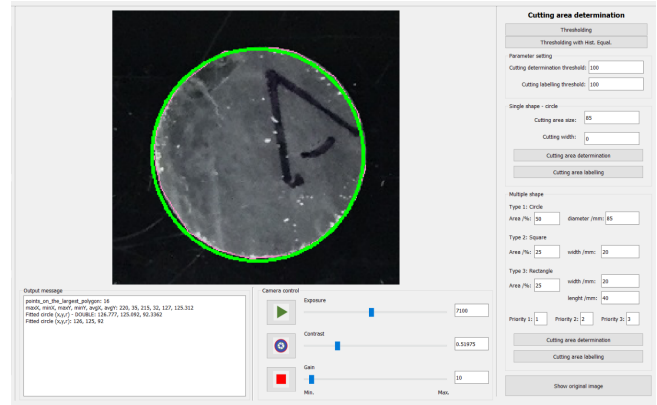 Cutting area determination
Thresholding
Thresholding with Hist. Equal.
Parameter setting
Cutting determination threshold: 100
Cutting labelling threshold: 100
Single shape - circle
Cutting area size: 85
Cutting width: 0
Cutting area determination
Cutting area labelling
Multiple shape
Type 1: Circle
Area /%: 50 diameter /mm: 85
Type 2: Square
Area /%: 25 width /mm: 20
Type 3: Rectangle
Area /%: 25 width /mm: 20
lenght /mm: 40
Priority 1: 1 Priority 2: 2 Priority 3: 3
Cutting area determination
Cutting area labelling
Show original image
Output message
points_on_the_largest_polygon: 16
maxX, minX, maxY, minY, avgX, avgY: 220, 35, 215, 32, 127, 125.312
Fitted circle (x,y,r) - DOUBLE: 126.777, 125.092, 92.3362
Fitted circle (x,y,r): 126, 125, 92
Camera control
Exposure
7100
Contrast
0.51975
Gain
10
Min. Max.